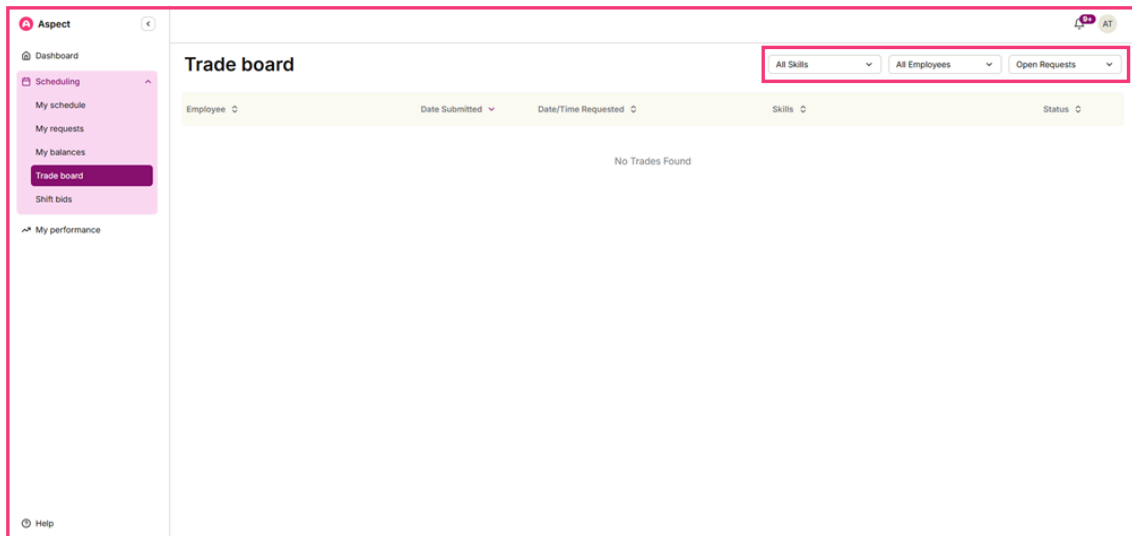 Aspect
9+
AT
Dashboard
Scheduling
My schedule
My requests
My balances
Trade board
Shift bids
My performance
Help
Trade board
All Skills
All Employees
Open Requests
Employee
Date Submitted
Date/Time Requested
Skills
Status
No Trades Found